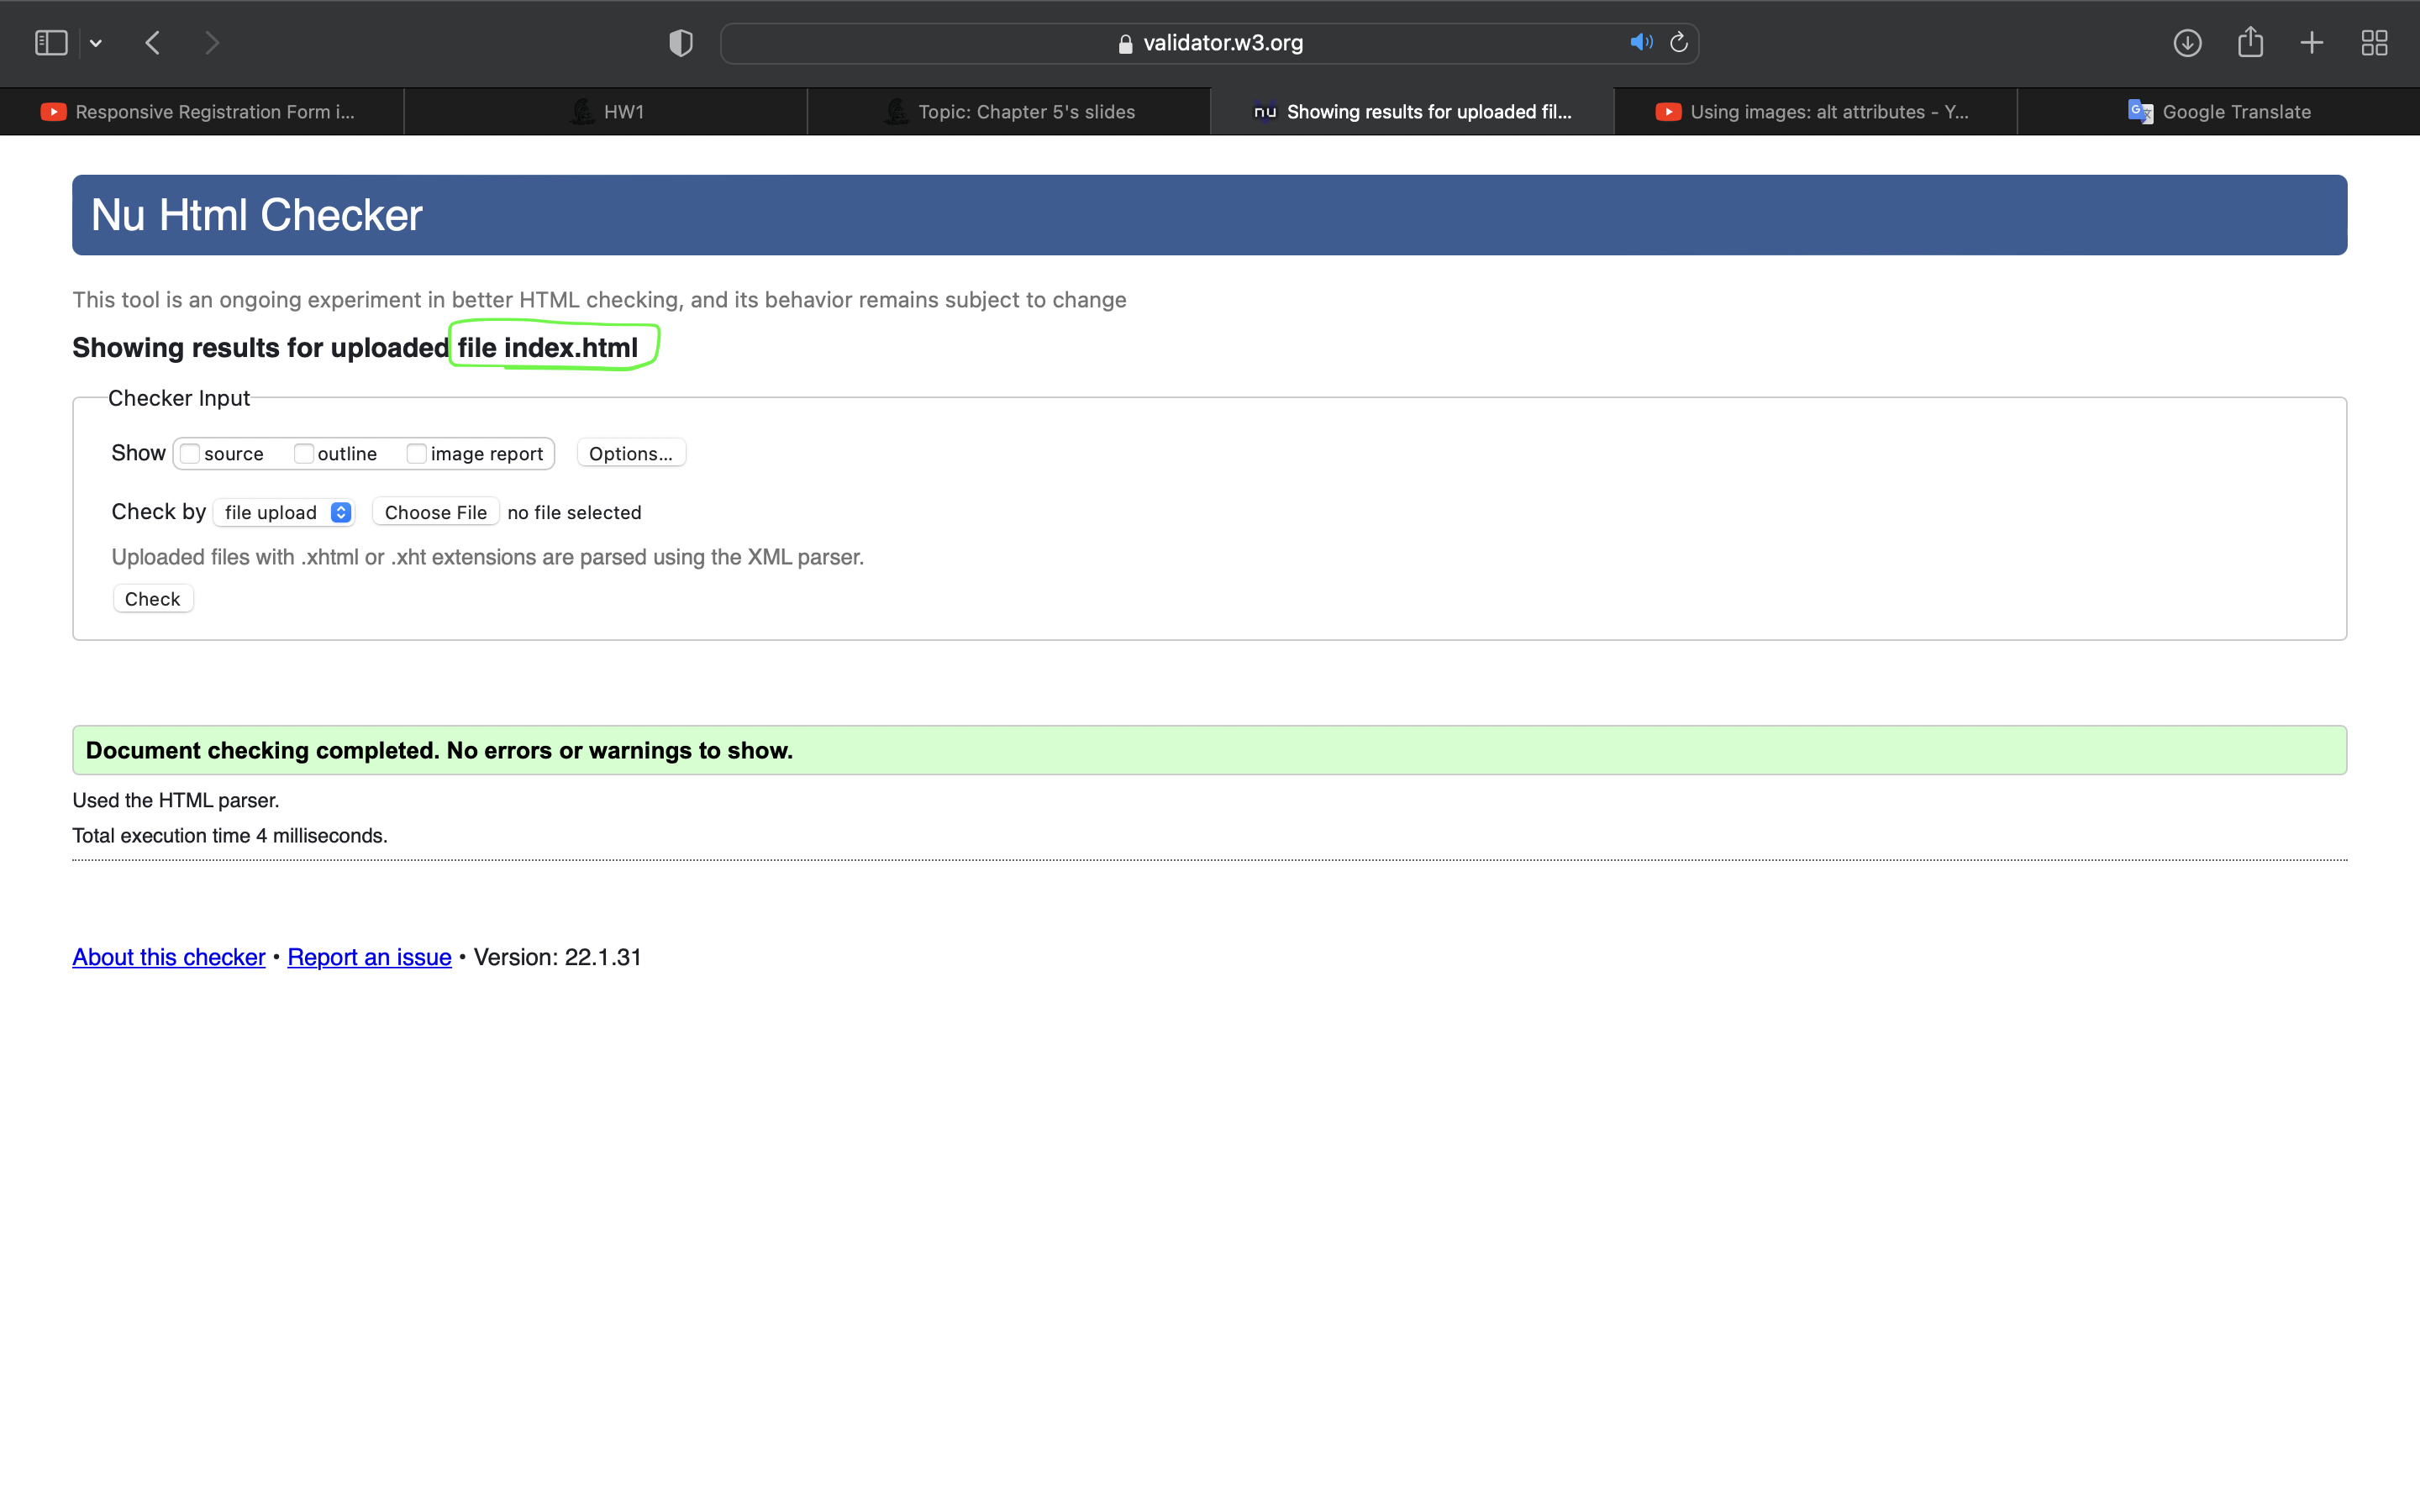 validator.w3.org
Responsive Registration Form i...
HW1
Topic: Chapter 5's slides
nu Showing results for uploaded fil...
Using images: alt attributes - Y...
Google Translate
Nu Html Checker
This tool is an ongoing experiment in better HTML checking, and its behavior remains subject to change
Showing results for uploaded file index.html
Checker Input
Show source outline image report Options...
Check by file upload Choose File no file selected
Uploaded files with .xhtml or .xht extensions are parsed using the XML parser.
Check
Document checking completed. No errors or warnings to show.
Used the HTML parser.
Total execution time 4 milliseconds.
About this checker • Report an issue • Version: 22.1.31